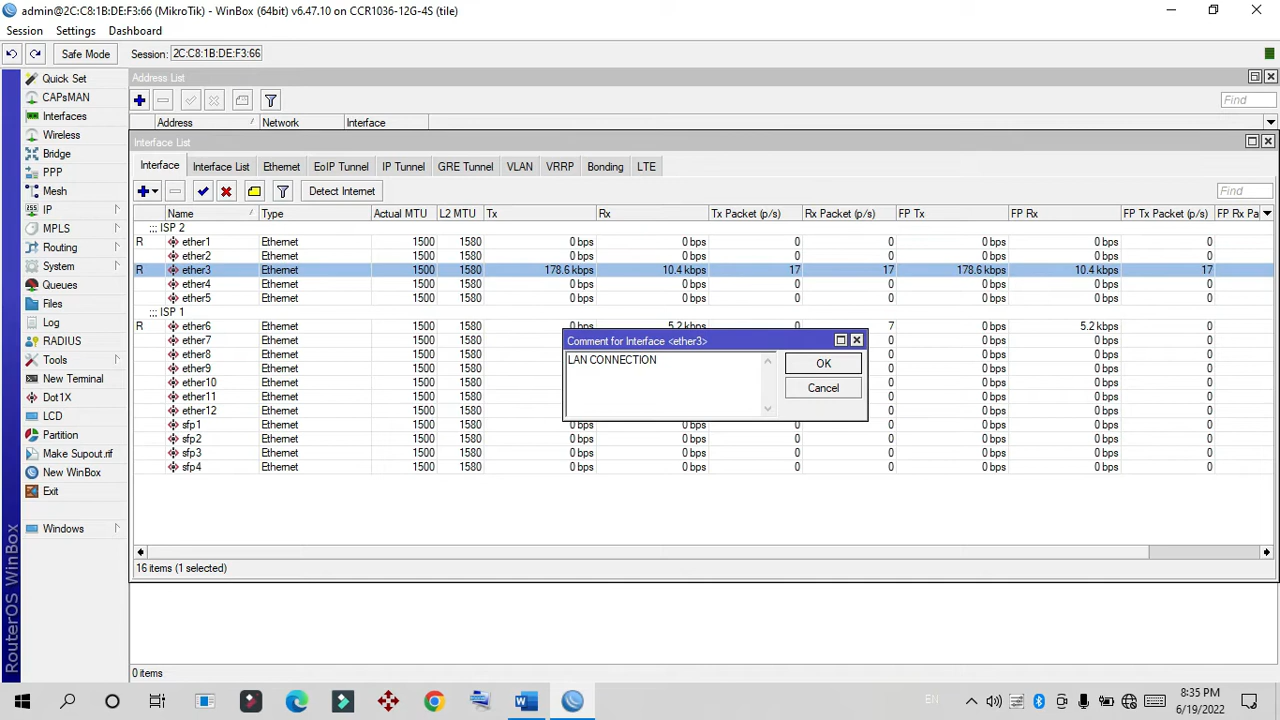 admin@2C:C8:1B:DE:F3:66 (MikroTik) - WinBox (64bit) v6.47.10 on CCR1036-12G-4S (tile)
Session Settings Dashboard
Safe Mode Session: 2C:C8:1B:DE:F3:66
Quick Set
CAPsMAN
Interfaces
Wireless
Bridge
PPP
Mesh
IP
MPLS
Routing
System
Queues
Files
Log
RADIUS
Tools
New Terminal
Dot1X
LCD
Partition
Make Supout.rif
New WinBox
Exit
Windows
RouterOS WinBox
Address List
Find
Address Network Interface
Interface List
Interface Interface List Ethernet EoIP Tunnel IP Tunnel GRE Tunnel VLAN VRRP Bonding LTE
Detect Internet Find
Name Type Actual MTU L2 MTU Tx Rx Tx Packet (p/s) Rx Packet (p/s) FP Tx FP Rx FP Tx Packet (p/s) FP Rx Pa
;;; ISP 2
R ether1 Ethernet 1500 1580 0 bps 0 bps 0 0 0 bps 0 bps 0
ether2 Ethernet 1500 1580 0 bps 0 bps 0 0 0 bps 0 bps 0
R ether3 Ethernet 1500 1580 178.6 kbps 10.4 kbps 17 17 178.6 kbps 10.4 kbps 17
ether4 Ethernet 1500 1580 0 bps 0 bps 0 0 0 bps 0 bps 0
ether5 Ethernet 1500 1580 0 bps 0 bps 0 0 0 bps 0 bps 0
;;; ISP 1
R ether6 Ethernet 1500 1580 0 bps 5.2 kbps 0 7 0 bps 5.2 kbps 0
ether7 Ethernet 1500 1580 0 bps 0 bps 0
ether8 Ethernet 1500 1580 0 bps 0 bps 0
ether9 Ethernet 1500 1580 0 bps 0 bps 0
ether10 Ethernet 1500 1580 0 bps 0 bps 0
ether11 Ethernet 1500 1580 0 bps 0 bps 0
ether12 Ethernet 1500 1580 0 bps 0 bps 0
sfp1 Ethernet 1500 1580 0 bps 0 bps 0 0 0 bps 0 bps 0
sfp2 Ethernet 1500 1580 0 bps 0 bps 0 0 0 bps 0 bps 0
sfp3 Ethernet 1500 1580 0 bps 0 bps 0 0 0 bps 0 bps 0
sfp4 Ethernet 1500 1580 0 bps 0 bps 0 0 0 bps 0 bps 0
Comment for Interface <ether3>
LAN CONNECTION
OK
Cancel
16 items (1 selected)
0 items
EN
8:35 PM
6/19/2022